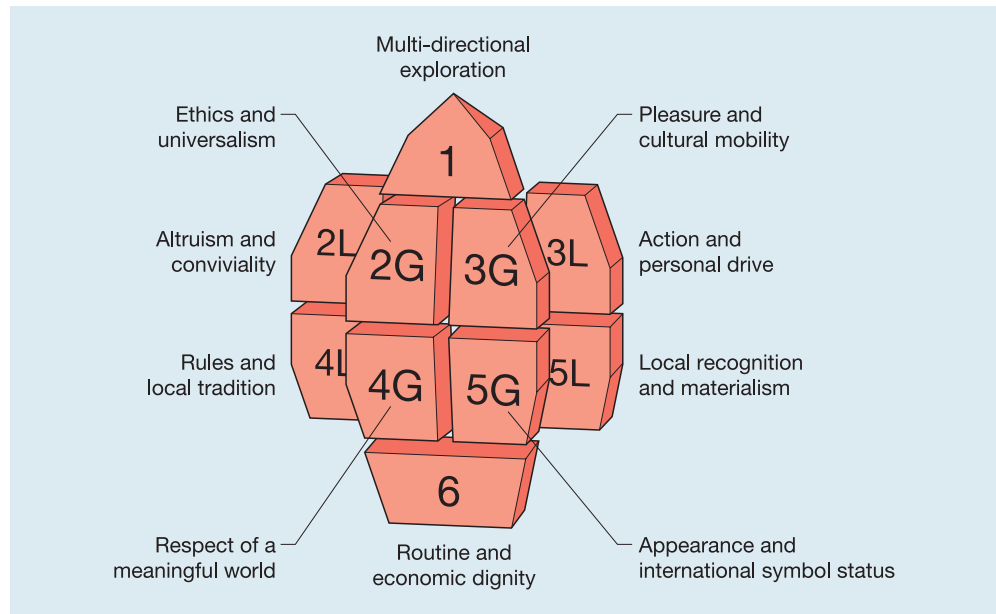 Multi-directional
exploration
Ethics and
universalism
Pleasure and
cultural mobility
1
Altruism and
conviviality
2L
2G
3G
3L
Action and
personal drive
Rules and
local tradition
4L
4G
5G
5L
Local recognition
and materialism
6
Respect of a
meaningful world
Routine and
economic dignity
Appearance and
international symbol status